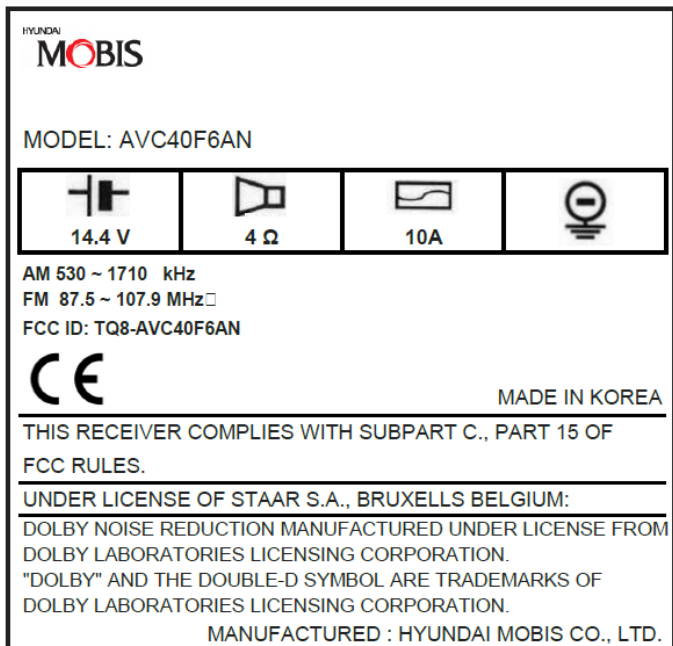 HYUNDAI
MOBIS
MODEL: AVC40F6AN
14.4 V
4 Ω
10A
AM 530 ~ 1710 kHz
FM 87.5 ~ 107.9 MHz□
FCC ID: TQ8-AVC40F6AN
CE
MADE IN KOREA
THIS RECEIVER COMPLIES WITH SUBPART C., PART 15 OF
FCC RULES.
UNDER LICENSE OF STAAR S.A., BRUXELLS BELGIUM:
DOLBY NOISE REDUCTION MANUFACTURED UNDER LICENSE FROM
DOLBY LABORATORIES LICENSING CORPORATION.
"DOLBY" AND THE DOUBLE-D SYMBOL ARE TRADEMARKS OF
DOLBY LABORATORIES LICENSING CORPORATION.
MANUFACTURED : HYUNDAI MOBIS CO., LTD.